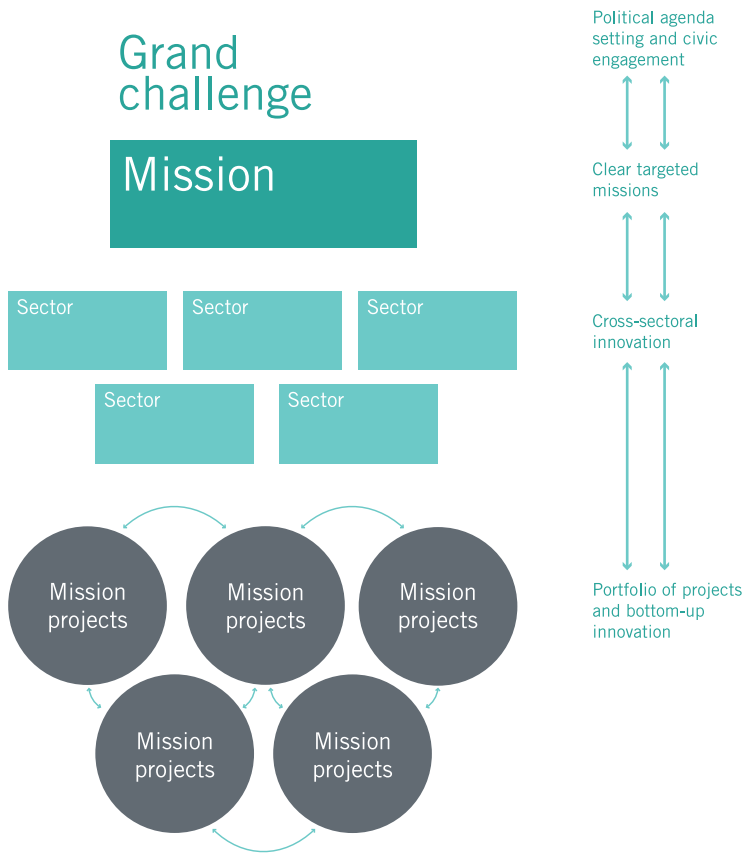 Grand
challenge
Mission
Sector
Sector
Sector
Sector
Sector
Mission
projects
Mission
projects
Mission
projects
Mission
projects
Mission
projects
Political agenda
setting and civic
engagement
Clear targeted
missions
Cross-sectoral
innovation
Portfolio of projects
and bottom-up
innovation